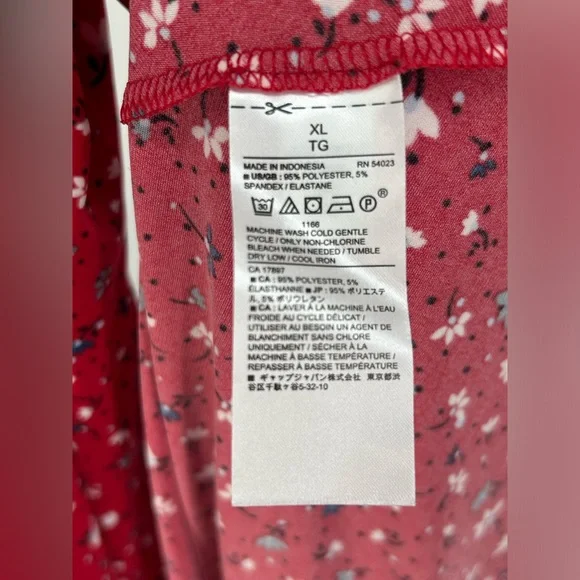 XL
TG
MADE IN INDONESIA RN 54023
■ US/GB : 95% POLYESTER, 5%
SPANDEX / ELASTANE
30 P
1166
MACHINE WASH COLD GENTLE
CYCLE / ONLY NON-CHLORINE
BLEACH WHEN NEEDED / TUMBLE
DRY LOW / COOL IRON
CA 17897
■ CA : 95% POLYESTER, 5%
ÉLASTHANNE ■ JP : 95% ポリエステ
ル, 5% ポリウレタン
■ CA : LAVER À LA MACHINE À L'EAU
FROIDE AU CYCLE DÉLICAT /
UTILISER AU BESOIN UN AGENT DE
BLANCHIMENT SANS CHLORE
UNIQUEMENT / SÉCHER À LA
MACHINE À BASSE TEMPÉRATURE /
REPASSER À BASSE TEMPÉRATURE
■ ギャップジャパン株式会社 東京都渋
谷区千駄ヶ谷5-32-10